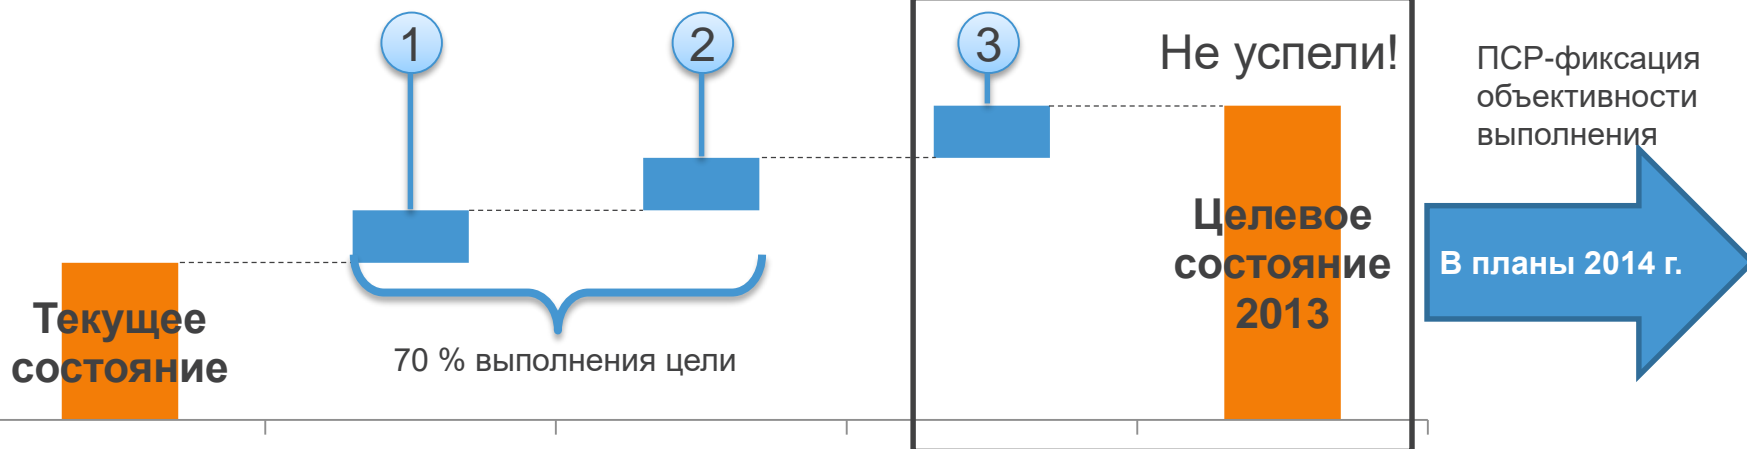 1
2
3
Не успели!
ПСР-фиксация
объективности
выполнения
Текущее
состояние
70 % выполнения цели
Целевое
состояние
2013
В планы 2014 г.